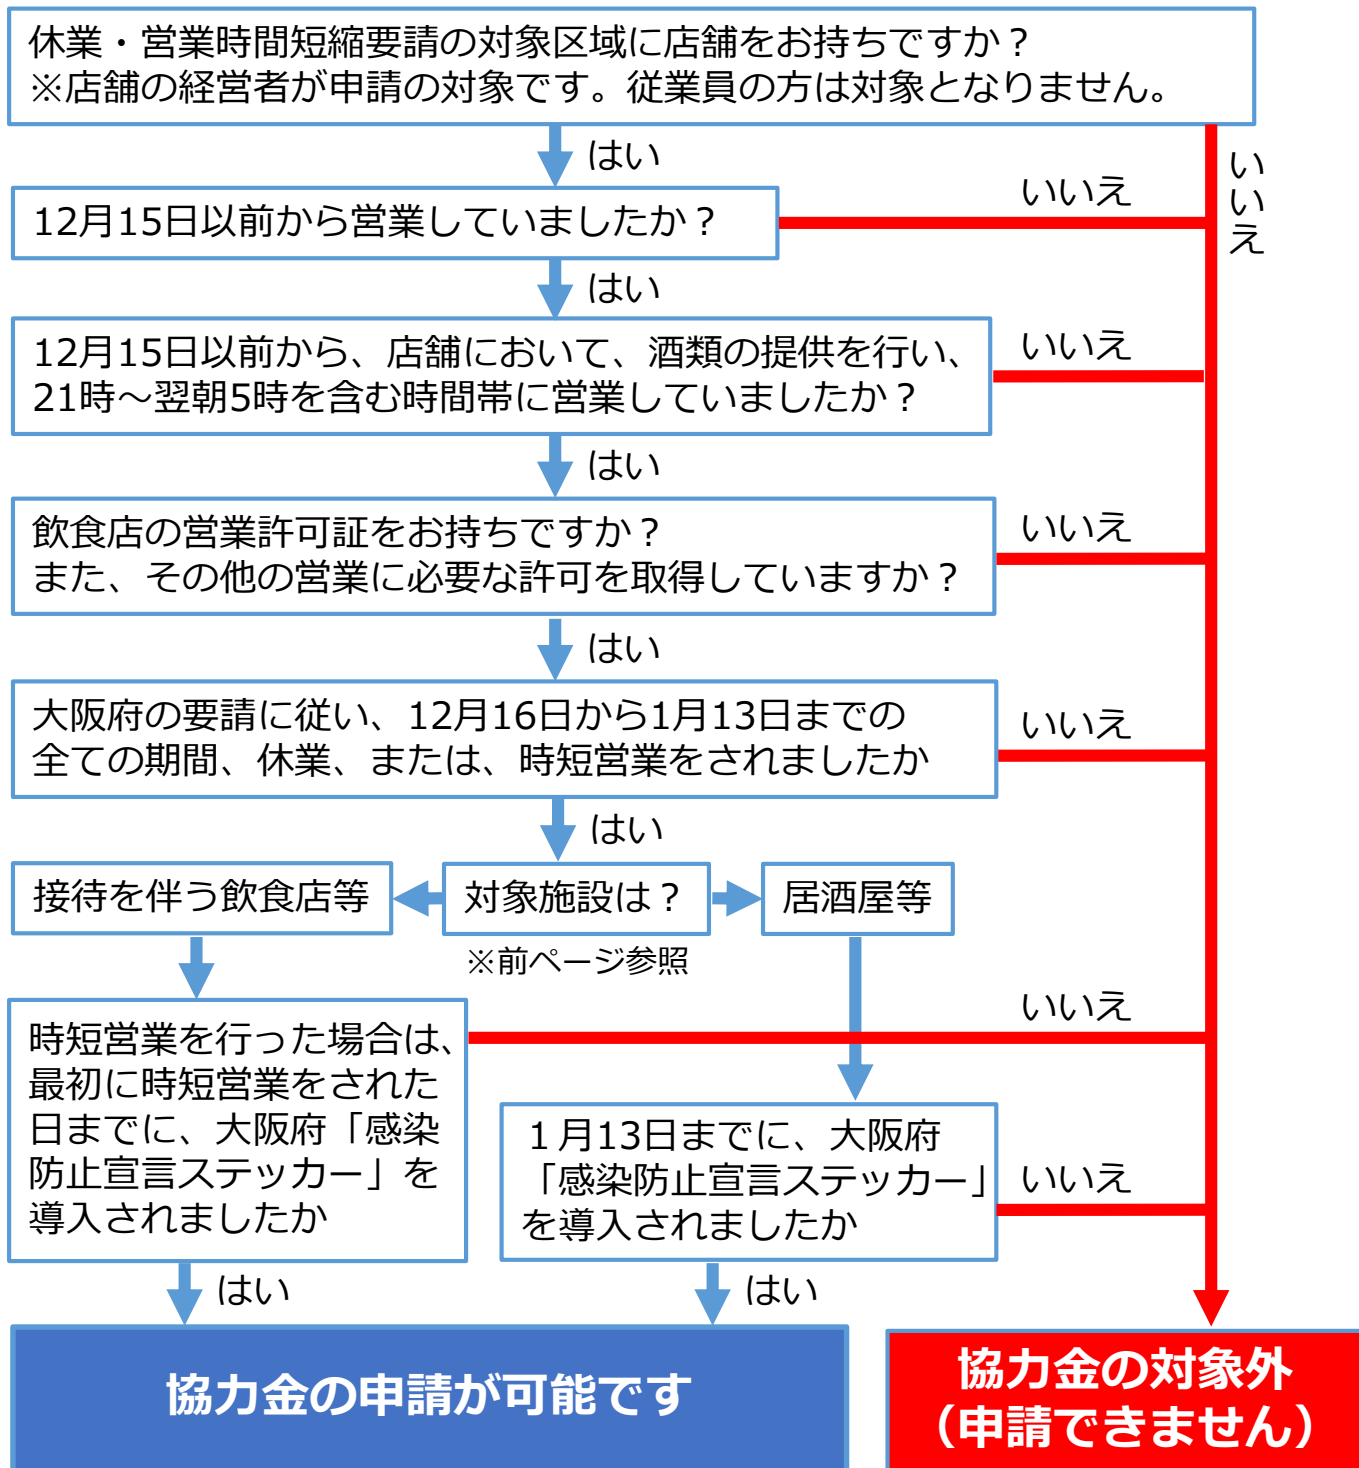 休業・営業時間短縮要請の対象区域に店舗をお持ちですか？
※店舗の経営者が申請の対象です。従業員の方は対象となりません。
はい
いいえ
12月15日以前から営業していましたか？
いいえ
はい
12月15日以前から、店舗において、酒類の提供を行い、
21時～翌朝5時を含む時間帯に営業していましたか？
いいえ
はい
飲食店の営業許可証をお持ちですか？
また、その他の営業に必要な許可を取得していますか？
いいえ
はい
大阪府の要請に従い、12月16日から1月13日までの
全ての期間、休業、または、時短営業をされましたか
いいえ
はい
接待を伴う飲食店等
対象施設は？
居酒屋等
※前ページ参照
時短営業を行った場合は、
最初に時短営業をされた
日までに、大阪府「感染
防止宣言ステッカー」を
導入されましたか
いいえ
１月13日までに、大阪府
「感染防止宣言ステッカー」
を導入されましたか
いいえ
はい
はい
協力金の申請が可能です
協力金の対象外
（申請できません）